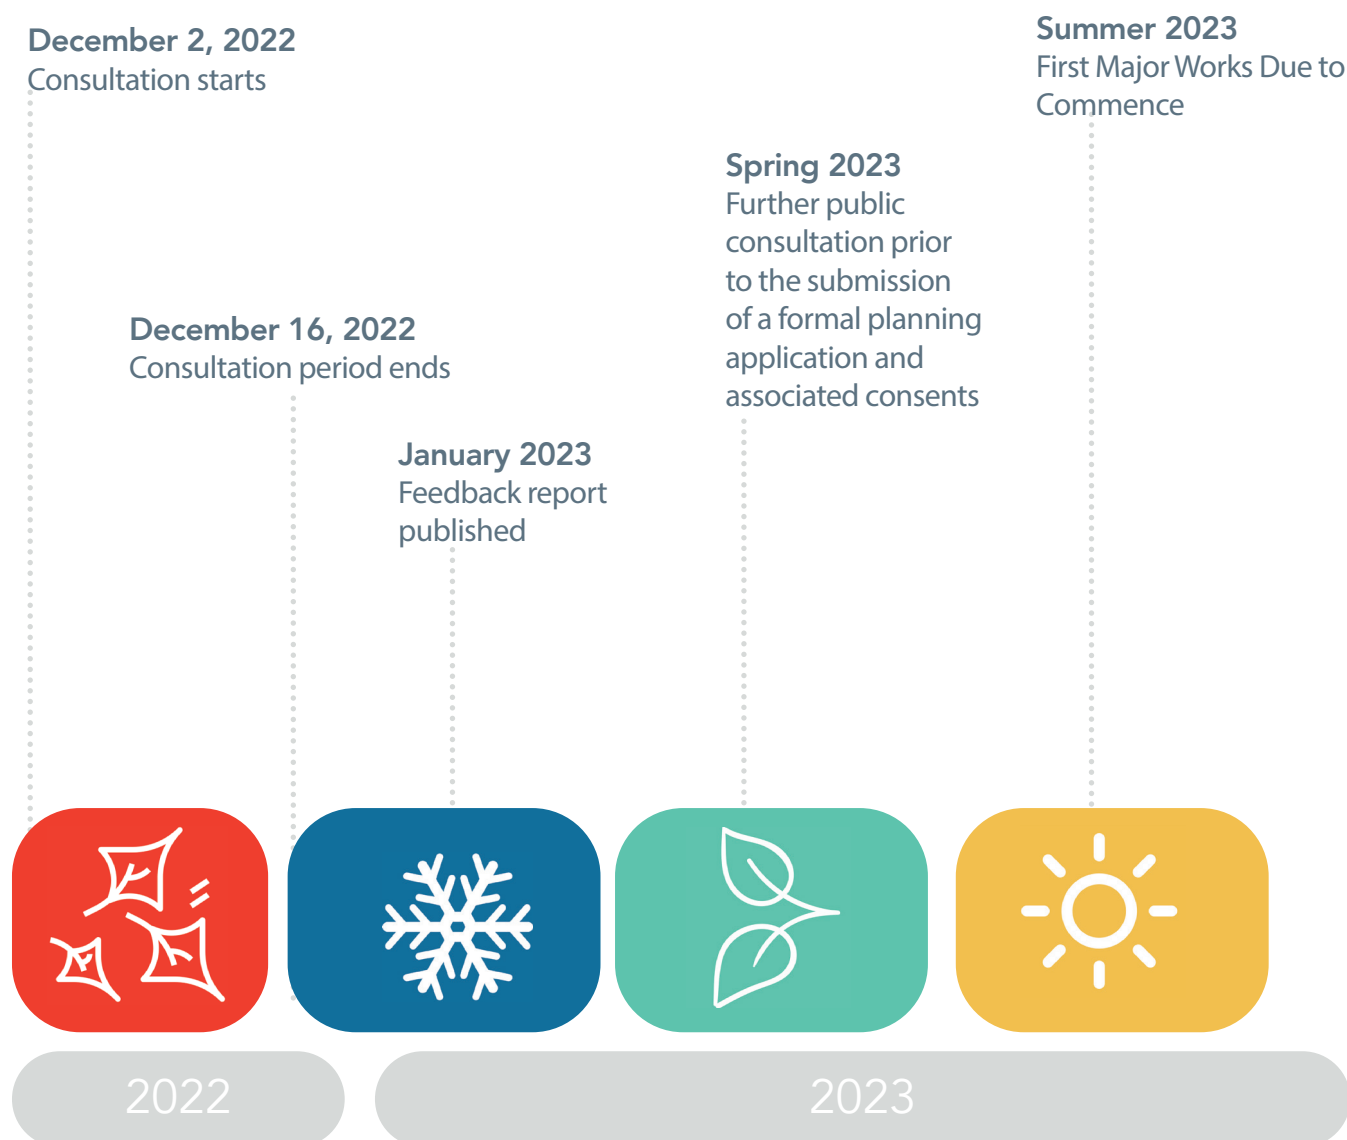 December 2, 2022
Consultation starts
December 16, 2022
Consultation period ends
January 2023
Feedback report
published
Spring 2023
Further public
consultation prior
to the submission
of a formal planning
application and
associated consents
Summer 2023
First Major Works Due to
Commence
2022
2023